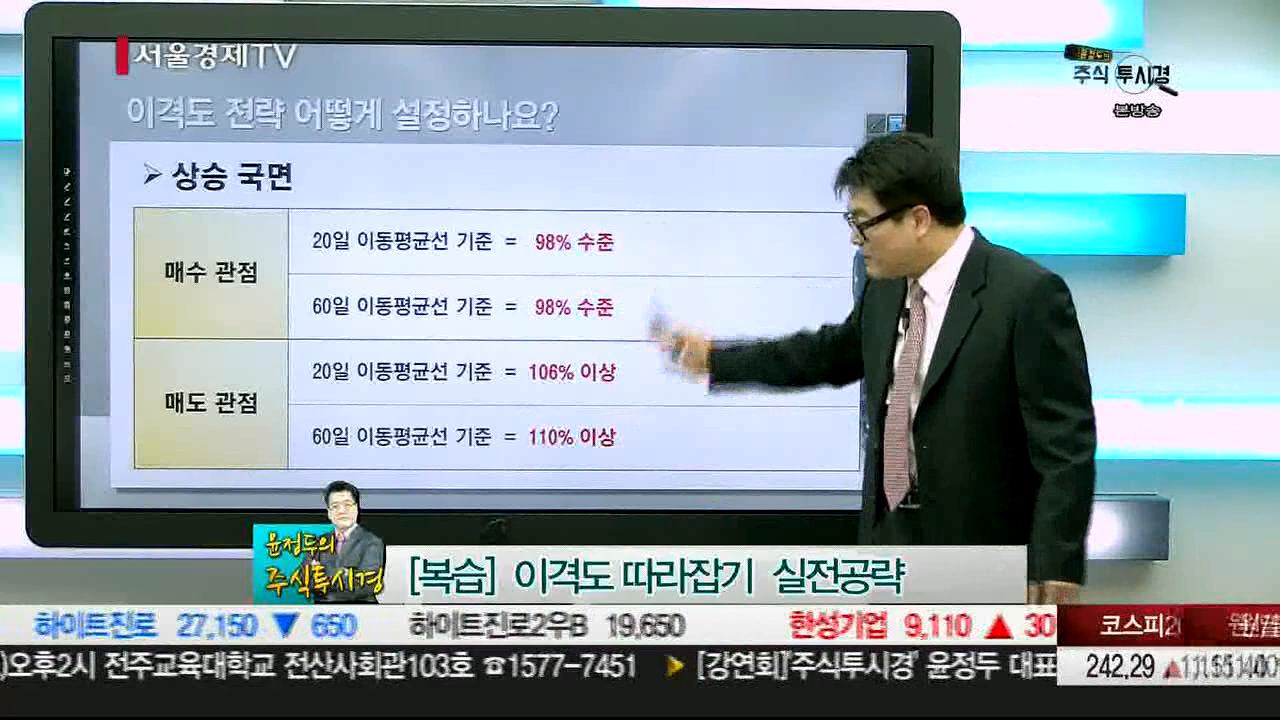 서울경제TV
이격도 전략 어떻게 설정하나요?
➢ 상승 국면
매수 관점
20일 이동평균선 기준 = 98% 수준
60일 이동평균선 기준 = 98% 수준
매도 관점
20일 이동평균선 기준 = 106% 이상
60일 이동평균선 기준 = 110% 이상
주식 투시경
본방송
윤정두의
주식투시경
[복습] 이격도 따라잡기 실전공략
하이트진로 27,150 ▼ 650 하이트진로2우B 19,650 한성기업 9,110 ▲ 30
코스피20
)오후2시 전주교육대학교 전산사회관103호 ☎1577-7451 ➤ [강연회]'주식투시경' 윤정두 대표
242,29 ▲